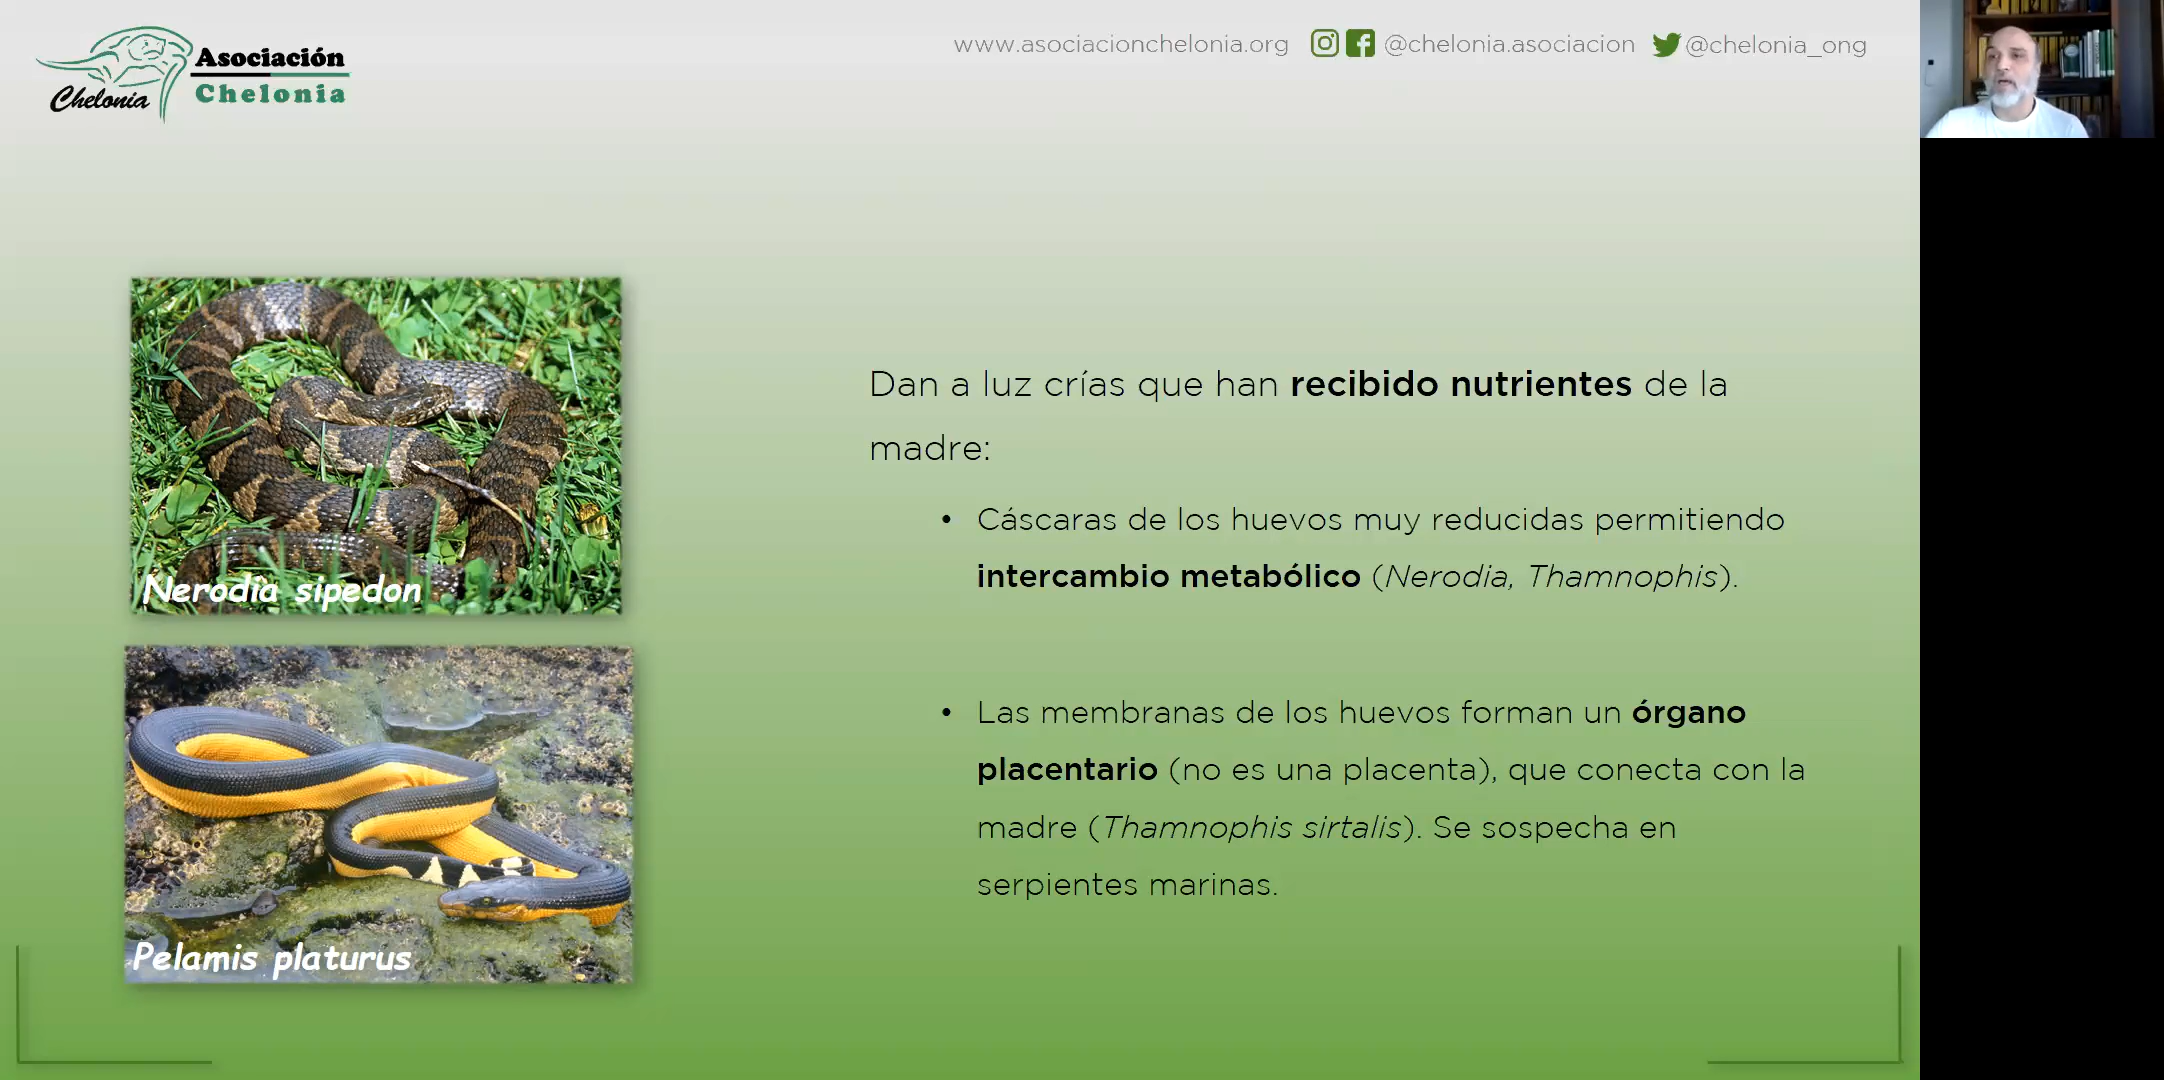 Asociación
Chelonia
Chelonia
www.asociacionchelonia.org @chelonia.asociacion @chelonia_ong
Nerodia sipedon
Pelamis platurus
Dan a luz crías que han recibido nutrientes de la
madre:
• Cáscaras de los huevos muy reducidas permitiendo
intercambio metabólico (Nerodia, Thamnophis).
• Las membranas de los huevos forman un órgano
placentario (no es una placenta), que conecta con la
madre (Thamnophis sirtalis). Se sospecha en
serpientes marinas.